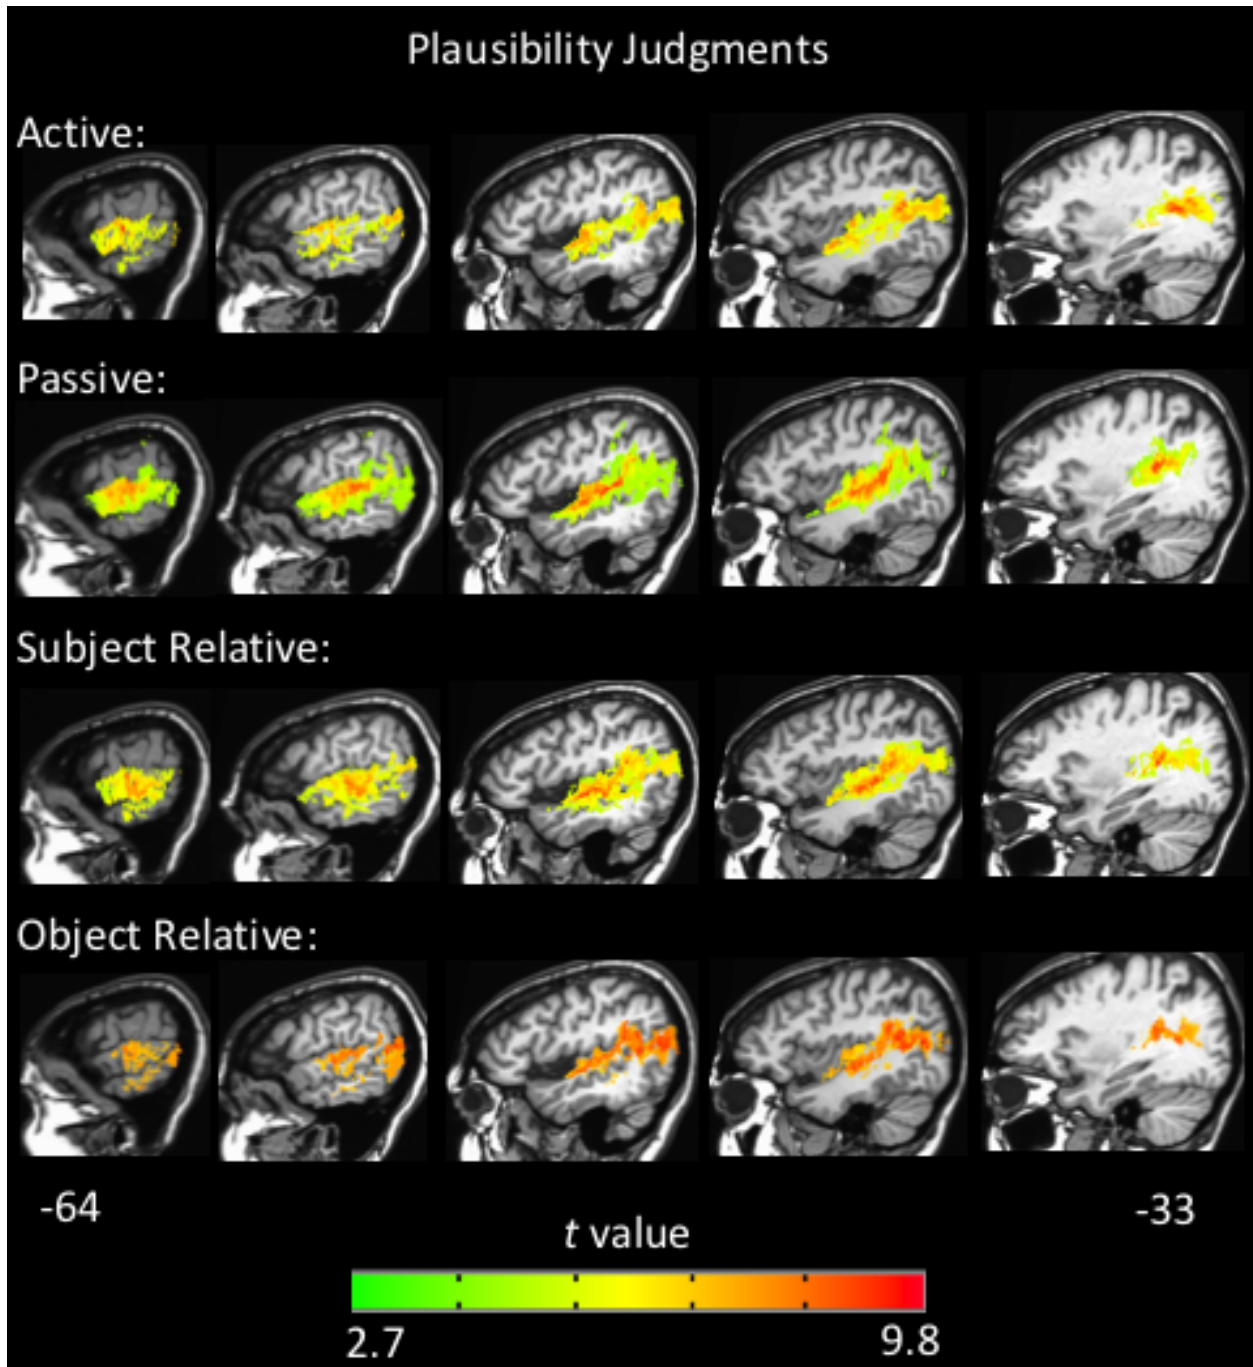 Plausibility Judgments
Active:
Passive:
Subject Relative:
Object Relative:
-64
-33
t value
2.7
9.8